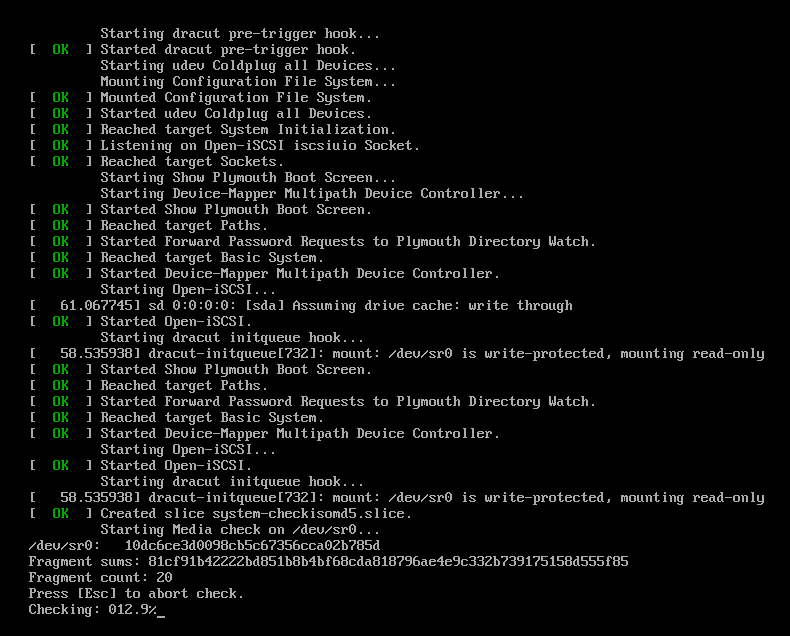 Starting dracut pre-trigger hook...
[  OK  ] Started dracut pre-trigger hook.
Starting udev Coldplug all Devices...
Mounting Configuration File System...
[  OK  ] Mounted Configuration File System.
[  OK  ] Started udev Coldplug all Devices.
[  OK  ] Reached target System Initialization.
[  OK  ] Listening on Open-iSCSI iscsiuio Socket.
[  OK  ] Reached target Sockets.
Starting Show Plymouth Boot Screen...
Starting Device-Mapper Multipath Device Controller...
[  OK  ] Started Show Plymouth Boot Screen.
[  OK  ] Reached target Paths.
[  OK  ] Started Forward Password Requests to Plymouth Directory Watch.
[  OK  ] Reached target Basic System.
[  OK  ] Started Device-Mapper Multipath Device Controller.
Starting Open-iSCSI...
[   61.067745] sd 0:0:0:0: [sda] Assuming drive cache: write through
[  OK  ] Started Open-iSCSI.
Starting dracut initqueue hook...
[   58.535938] dracut-initqueue[732]: mount: /dev/sr0 is write-protected, mounting read-only
[  OK  ] Started Show Plymouth Boot Screen.
[  OK  ] Reached target Paths.
[  OK  ] Started Forward Password Requests to Plymouth Directory Watch.
[  OK  ] Reached target Basic System.
[  OK  ] Started Device-Mapper Multipath Device Controller.
Starting Open-iSCSI...
[  OK  ] Started Open-iSCSI.
Starting dracut initqueue hook...
[   58.535938] dracut-initqueue[732]: mount: /dev/sr0 is write-protected, mounting read-only
[  OK  ] Created slice system-checkisomd5.slice.
Starting Media check on /dev/sr0...
/dev/sr0:   10dc6ce3d0098cb5c67356cca02b785d
Fragment sums: 81cf91b42222bd851b8b4bf68cda818796ae4e9c332b739175158d555f85
Fragment count: 20
Press [Esc] to abort check.
Checking: 012.9%_